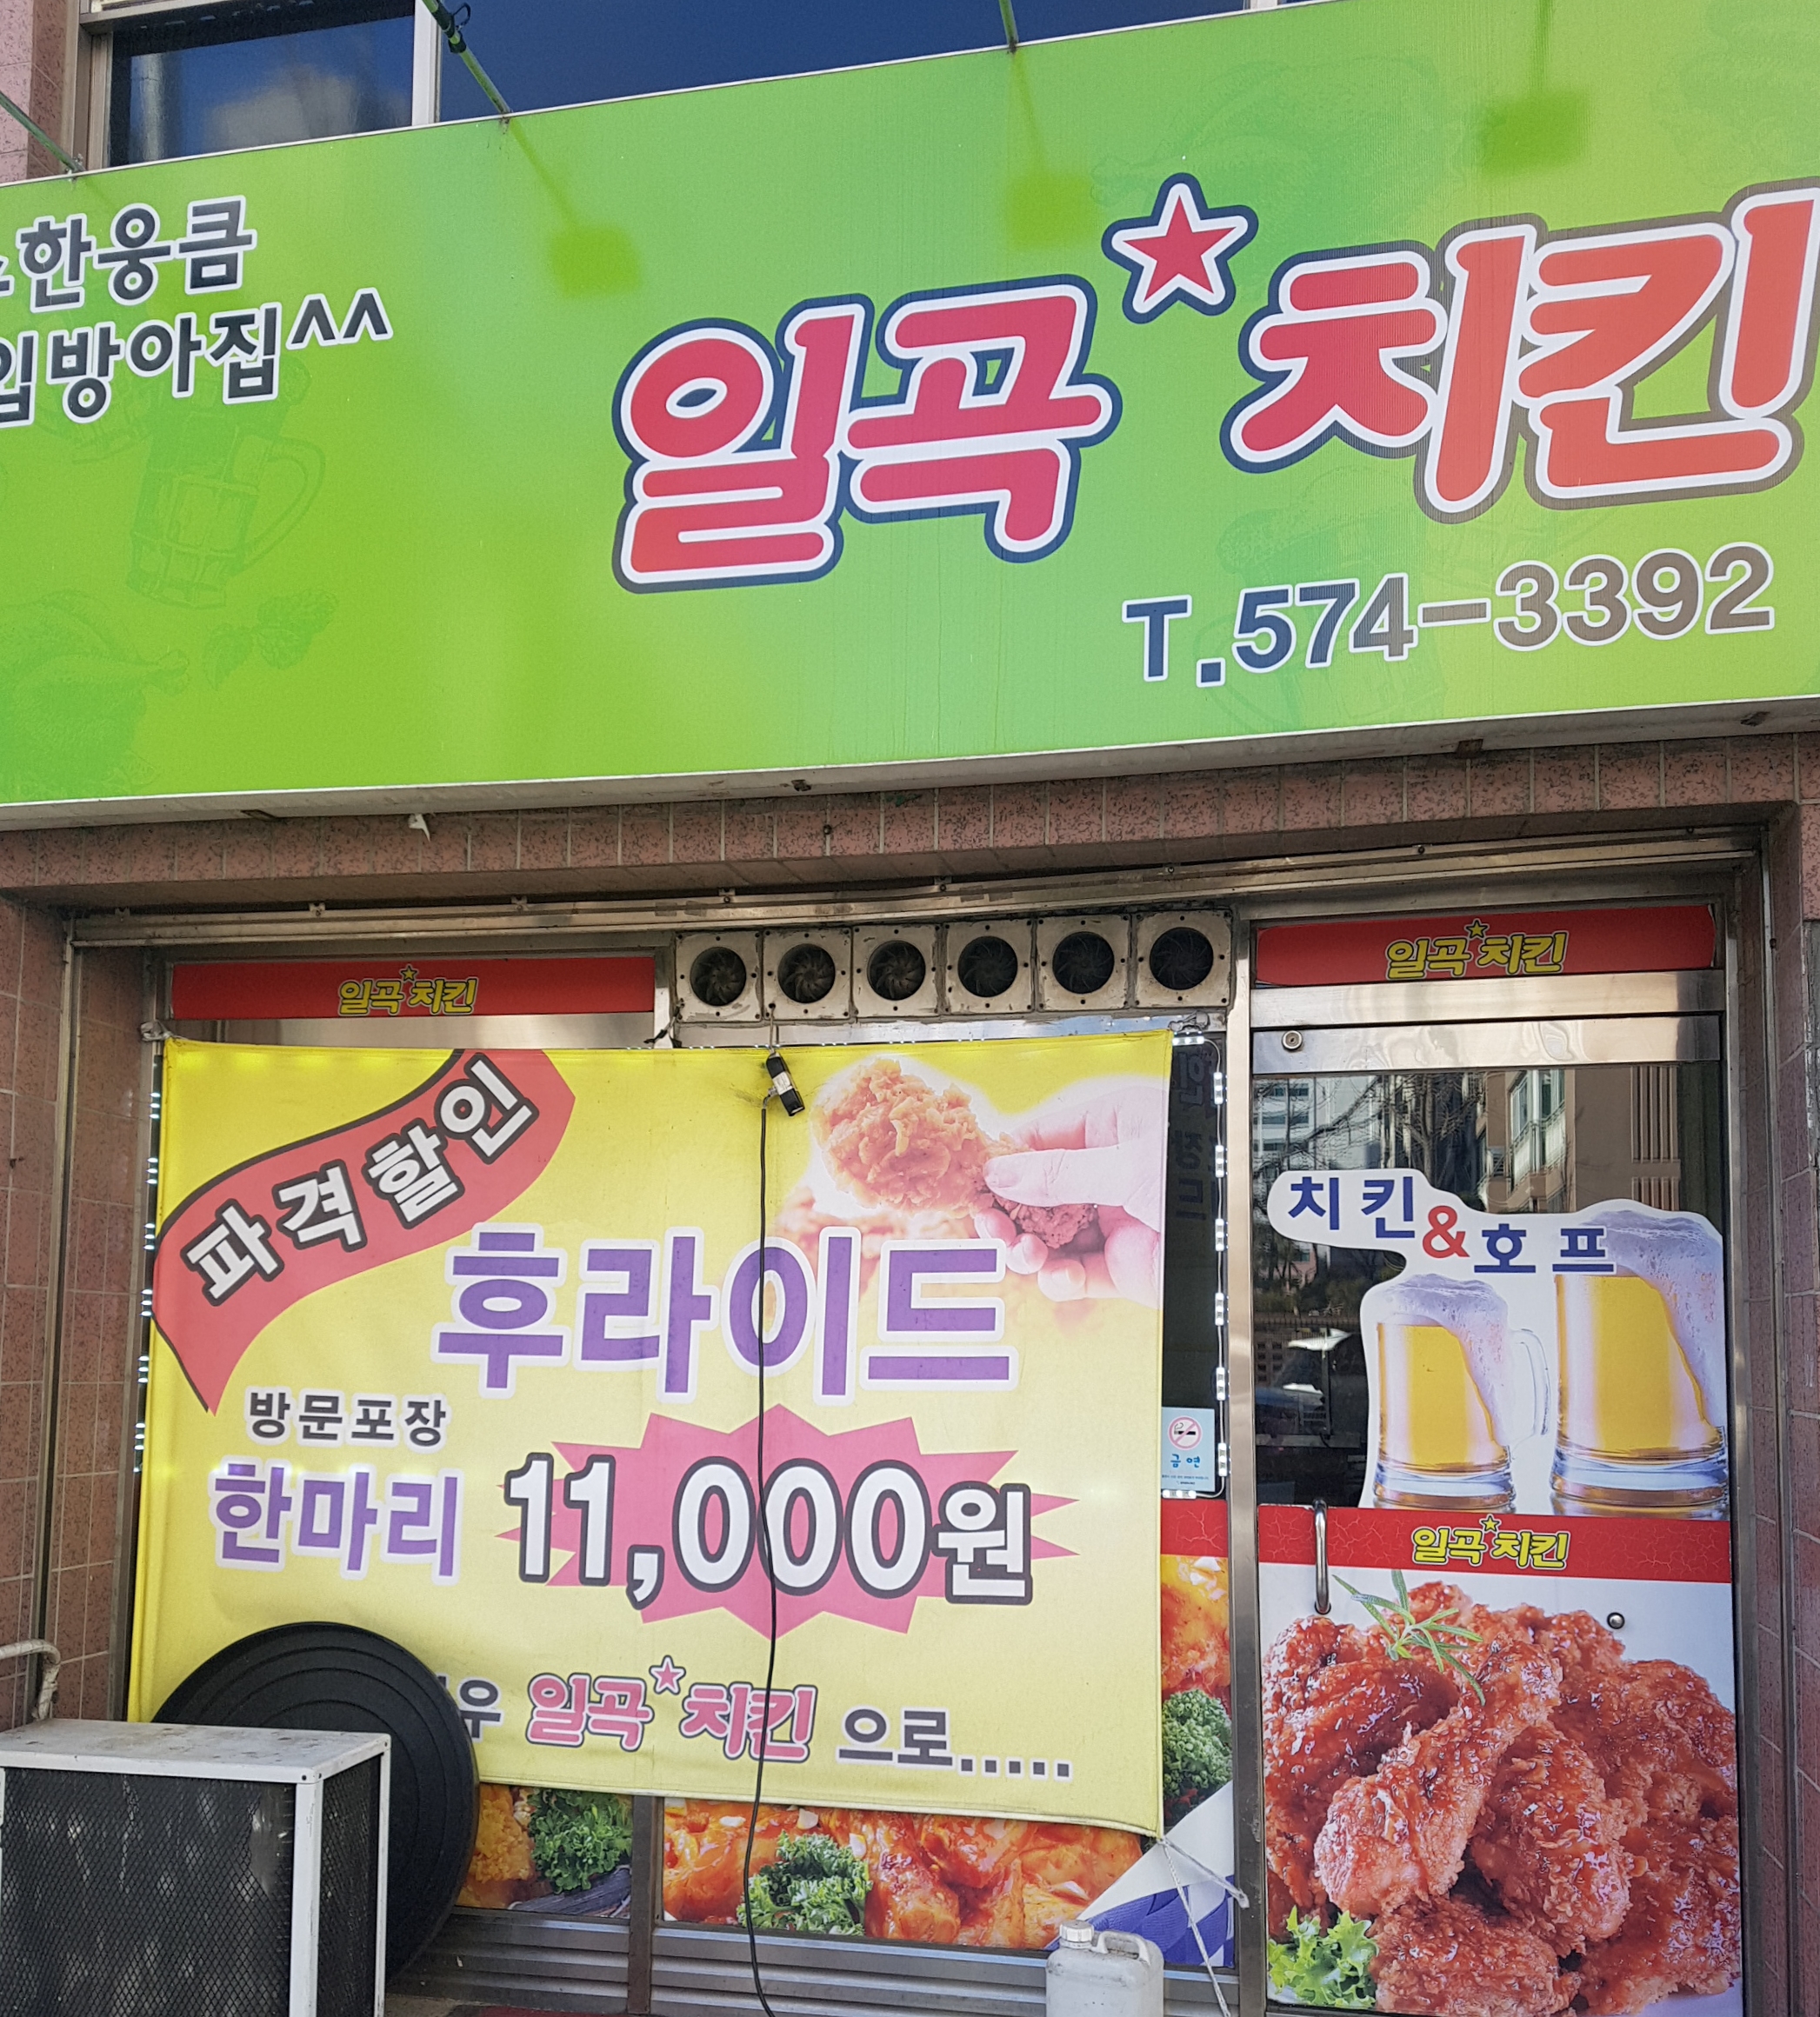 한웅큼
입방아집^^
일곡★치킨
T.574-3392
일곡★치킨
일곡★치킨
파격할인
후라이드
방문포장
한마리 11,000원
일곡★치킨 으로.....
치킨&호프
금연
일곡★치킨